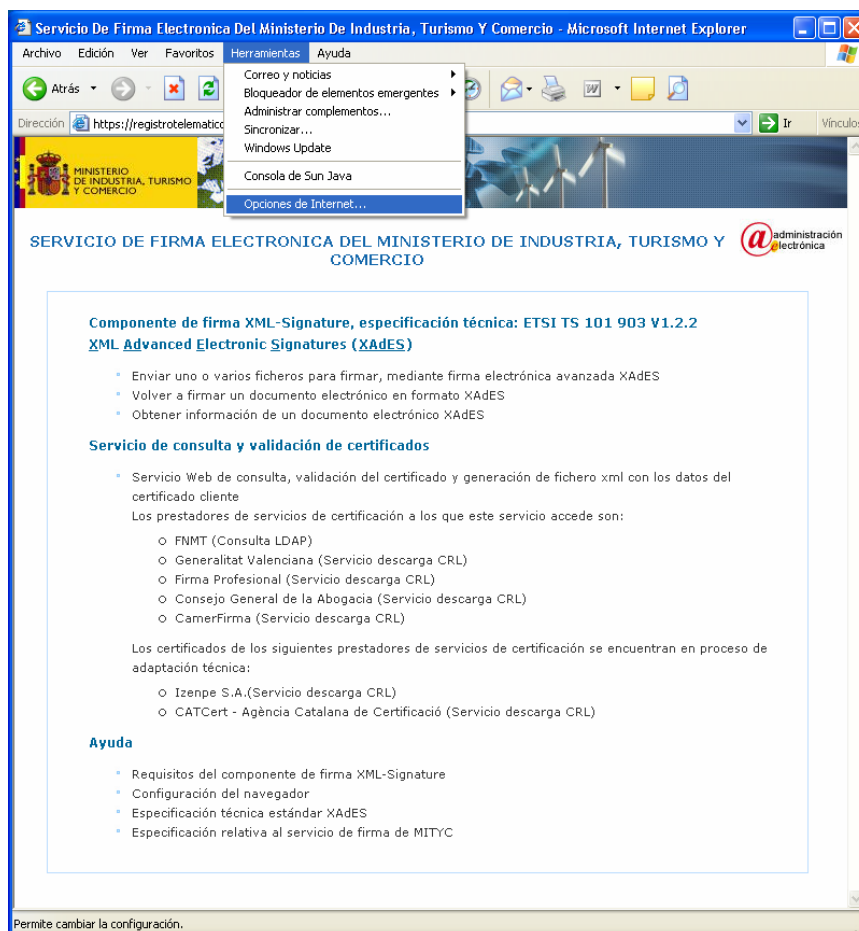 Servicio De Firma Electronica Del Ministerio De Industria, Turismo Y Comercio - Microsoft Internet Explorer
Archivo Edición Ver Favoritos Herramientas Ayuda
Correo y noticias
Bloqueador de elementos emergentes
Administrar complementos...
Sincronizar...
Windows Update
Consola de Sun Java
Opciones de Internet...
Atrás
Dirección https://registrotelematico Ir Vínculos
MINISTERIO
DE INDUSTRIA, TURISMO
Y COMERCIO
SERVICIO DE FIRMA ELECTRONICA DEL MINISTERIO DE INDUSTRIA, TURISMO Y
COMERCIO
administración
electrónica
Componente de firma XML-Signature, especificación técnica: ETSI TS 101 903 V1.2.2
XML Advanced Electronic Signatures (XAdES)
Enviar uno o varios ficheros para firmar, mediante firma electrónica avanzada XAdES
Volver a firmar un documento electrónico en formato XAdES
Obtener información de un documento electrónico XAdES
Servicio de consulta y validación de certificados
Servicio Web de consulta, validación del certificado y generación de fichero xml con los datos del
certificado cliente
Los prestadores de servicios de certificación a los que este servicio accede son:
FNMT (Consulta LDAP)
Generalitat Valenciana (Servicio descarga CRL)
Firma Profesional (Servicio descarga CRL)
Consejo General de la Abogacia (Servicio descarga CRL)
CamerFirma (Servicio descarga CRL)
Los certificados de los siguientes prestadores de servicios de certificación se encuentran en proceso de
adaptación técnica:
Izenpe S.A.(Servicio descarga CRL)
CATCert - Agència Catalana de Certificació (Servicio descarga CRL)
Ayuda
Requisitos del componente de firma XML-Signature
Configuración del navegador
Especificación técnica estándar XAdES
Especificación relativa al servicio de firma de MITYC
Permite cambiar la configuración.